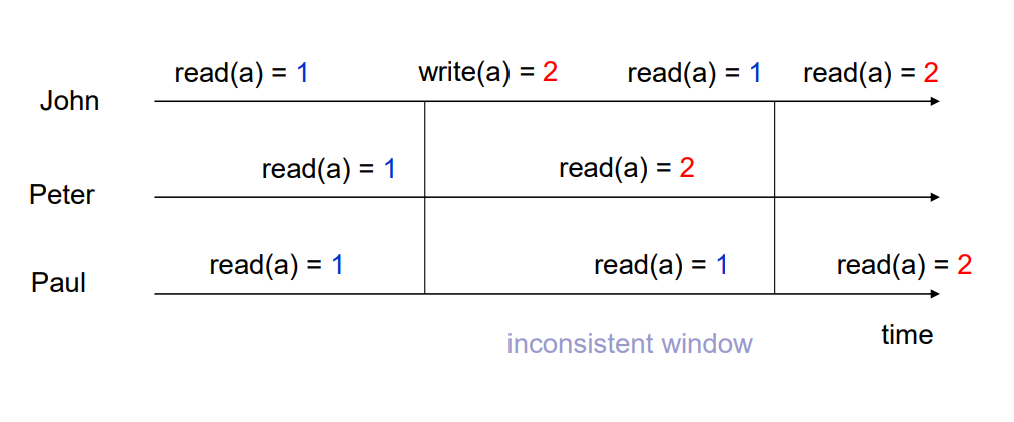 read(a) = 1 write(a) = 2 read(a) = 1 read(a) = 2
John
read(a) = 1 read(a) = 2
Peter
read(a) = 1 read(a) = 1 read(a) = 2
Paul
time
inconsistent window